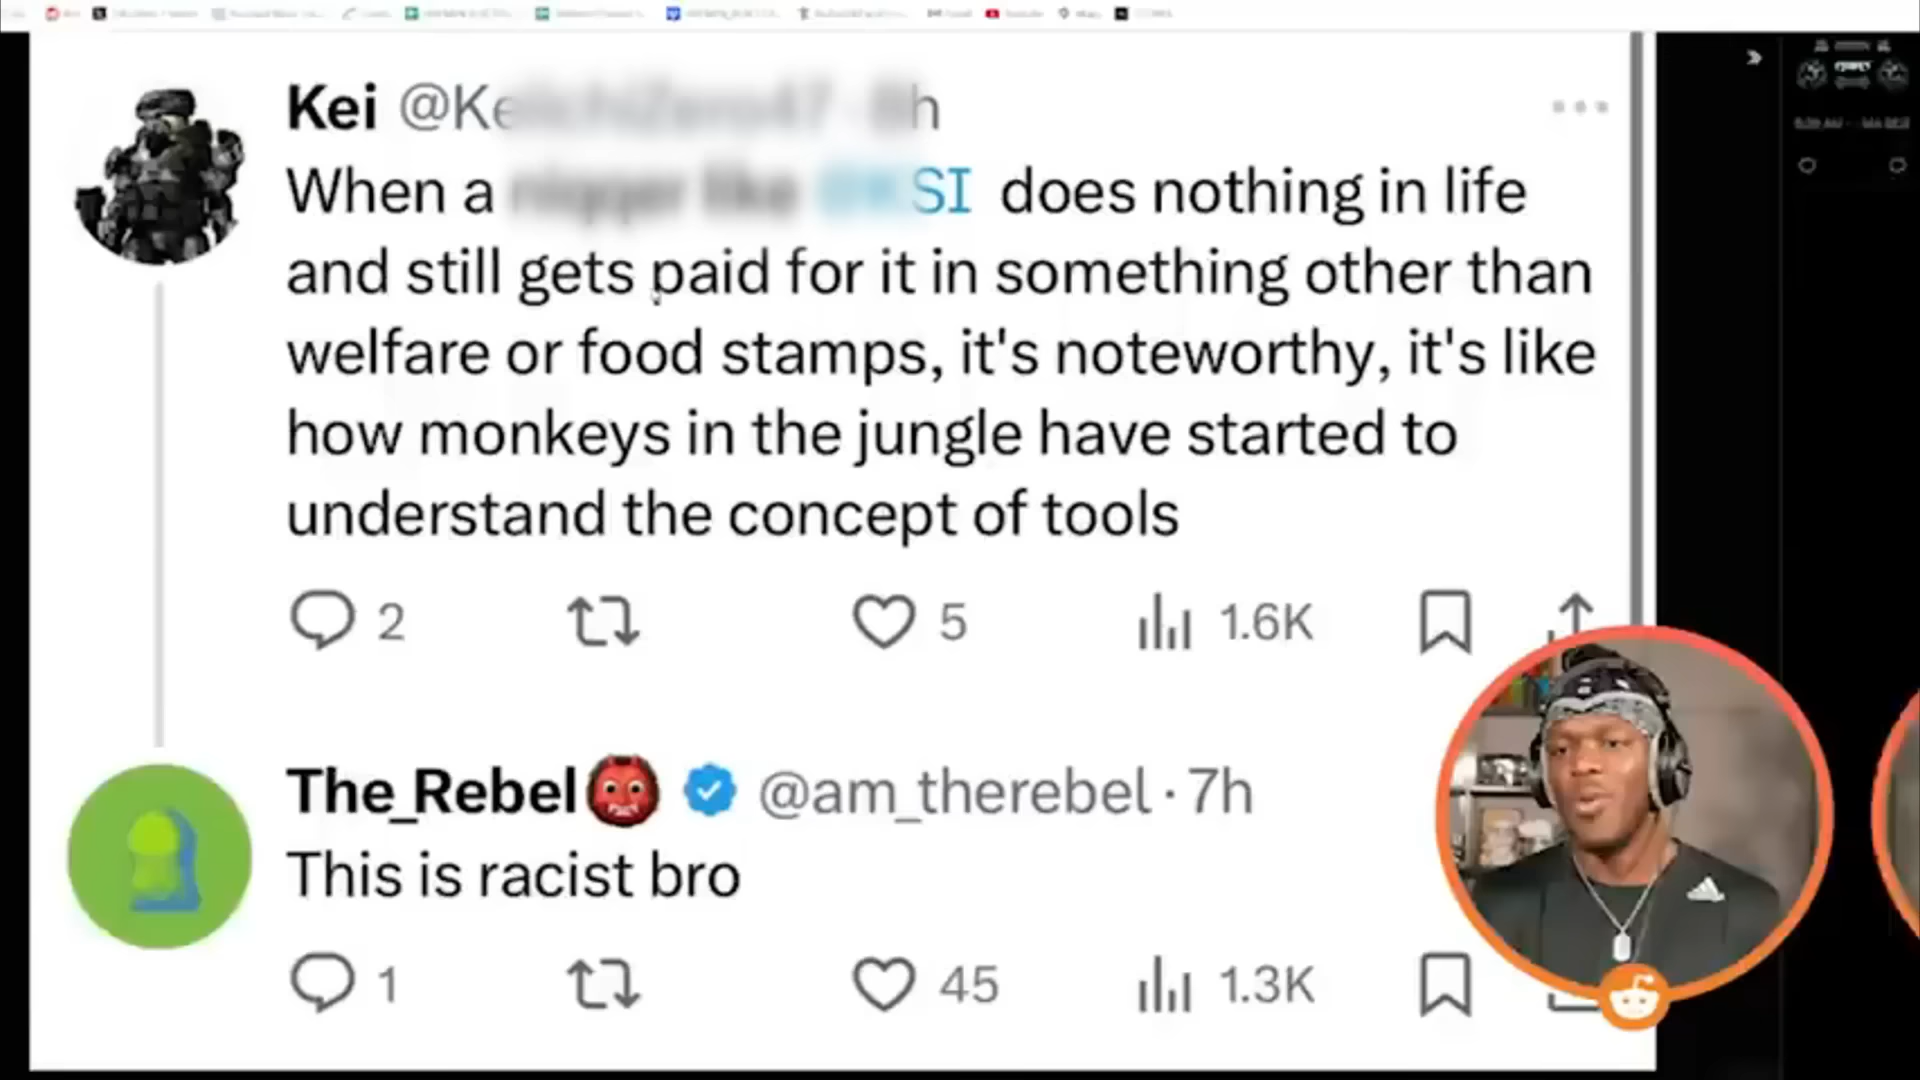 Kei @Ke h
When a SI does nothing in life
and still gets paid for it in something other than
welfare or food stamps, it's noteworthy, it's like
how monkeys in the jungle have started to
understand the concept of tools
2 5 1.6K
The_Rebel👹 @am_therebel · 7h
This is racist bro
1 45 1.3K